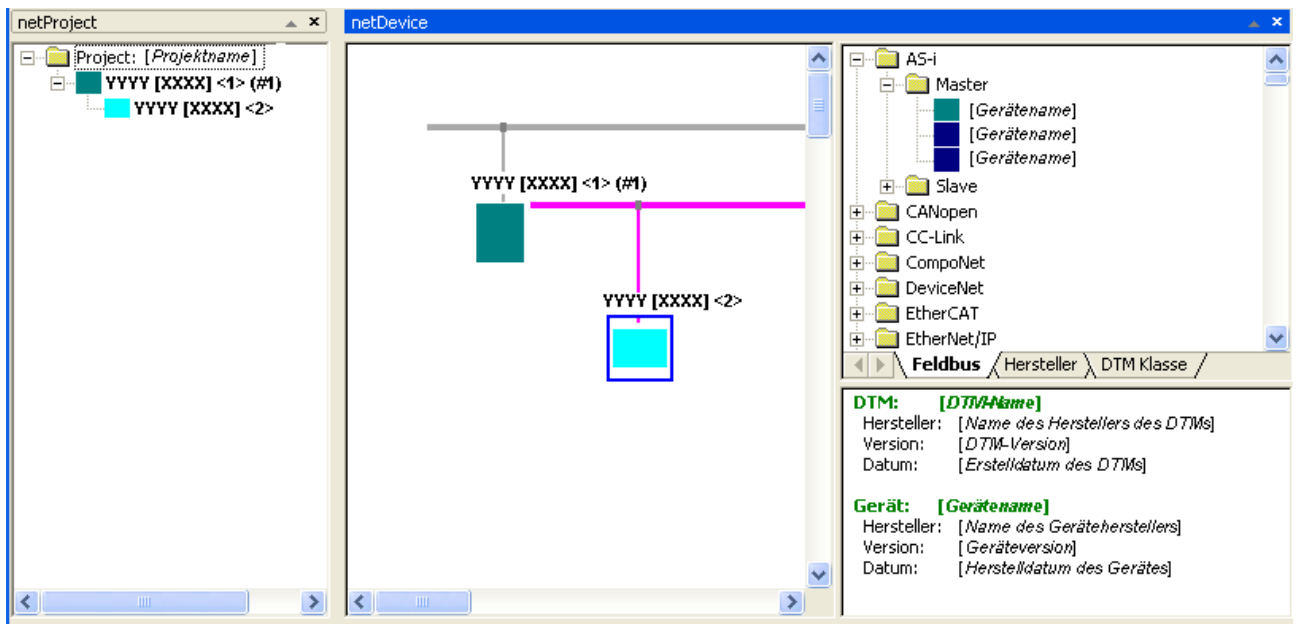 netProject
Project: [Projektname]
YYYY [XXXX] <1> (#1)
YYYY [XXXX] <2>
netDevice
YYYY [XXXX] <1> (#1)
YYYY [XXXX] <2>
AS-i
Master
[Gerätename]
[Gerätename]
[Gerätename]
Slave
CANopen
CC-Link
CompoNet
DeviceNet
EtherCAT
EtherNet/IP
Feldbus Hersteller DTM Klasse
DTM: [DTM-Name]
Hersteller: [Name des Herstellers des DTMs]
Version: [DTM-Version]
Datum: [Erstelldatum des DTMs]
Gerät: [Gerätename]
Hersteller: [Name des Geräteherstellers]
Version: [Geräteversion]
Datum: [Herstelldatum des Gerätes]